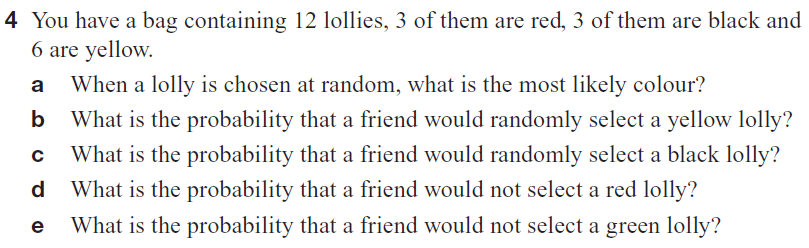 4 You have a bag containing 12 lollies, 3 of them are red, 3 of them are black and
6 are yellow.
a When a lolly is chosen at random, what is the most likely colour?
b What is the probability that a friend would randomly select a yellow lolly?
c What is the probability that a friend would randomly select a black lolly?
d What is the probability that a friend would not select a red lolly?
e What is the probability that a friend would not select a green lolly?